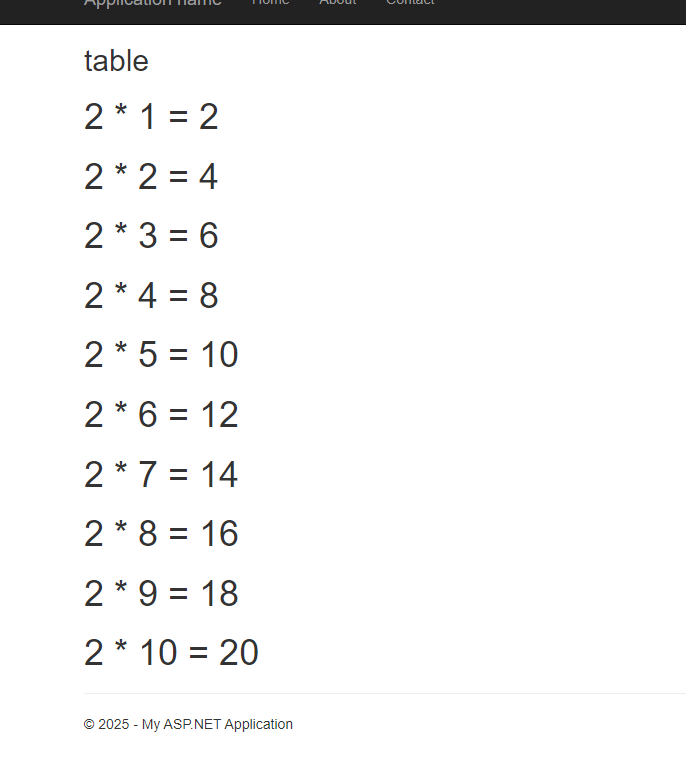 Application name Home About Contact
table
2 * 1 = 2
2 * 2 = 4
2 * 3 = 6
2 * 4 = 8
2 * 5 = 10
2 * 6 = 12
2 * 7 = 14
2 * 8 = 16
2 * 9 = 18
2 * 10 = 20
© 2025 - My ASP.NET Application